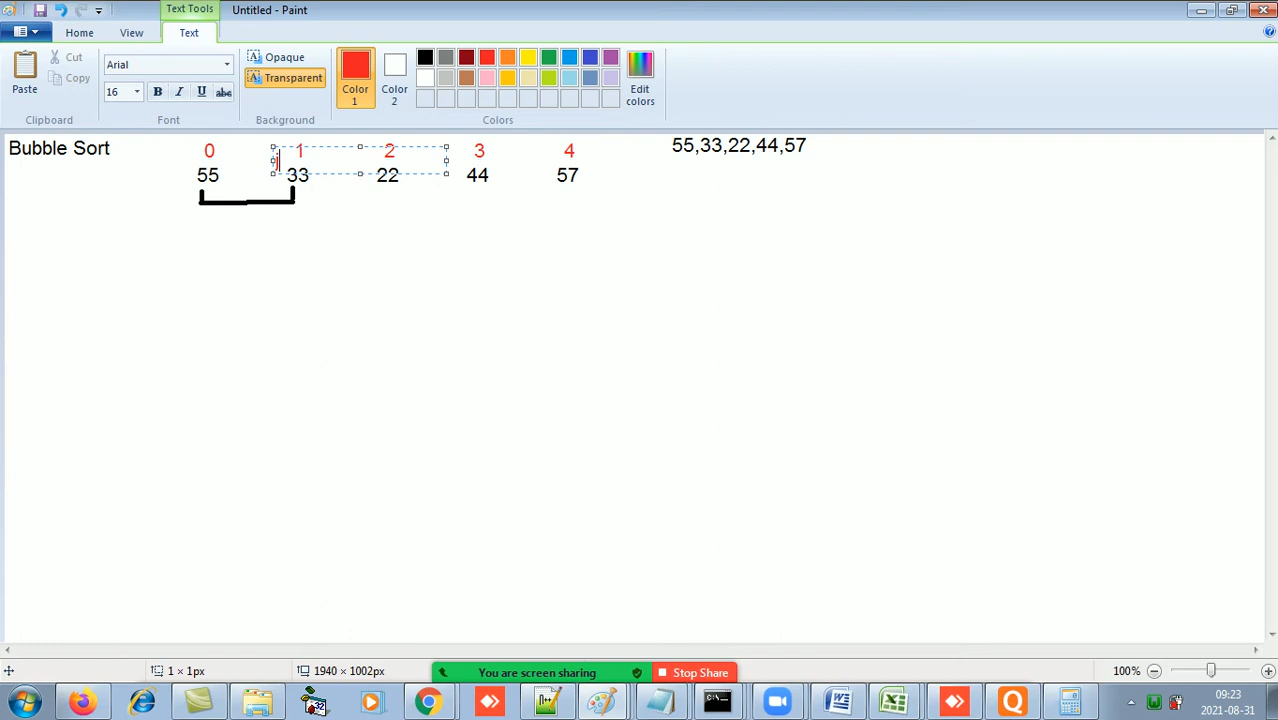 Text Tools
Untitled - Paint
Home
View
Text
Paste
Cut
Copy
Clipboard
Arial
16
B I U abc
Font
A Opaque
A Transparent
Background
Color 1
Color 2
Edit colors
Colors
Bubble Sort
0 1 2 3 4
55 33 22 44 57
55,33,22,44,57
1 × 1px
1940 × 1002px
You are screen sharing
Stop Share
100%
32
09:23
2021-08-31